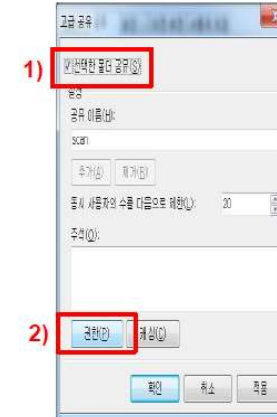 고급 공유
1) 선택한 폴더 공유(S)
설정
공유 이름(H):
scan
추가(A) 제거(R)
동시 사용자의 수를 다음으로 제한(L): 20
주석(O):
2) 권한(P) 캐싱(C)
확인 취소 적용